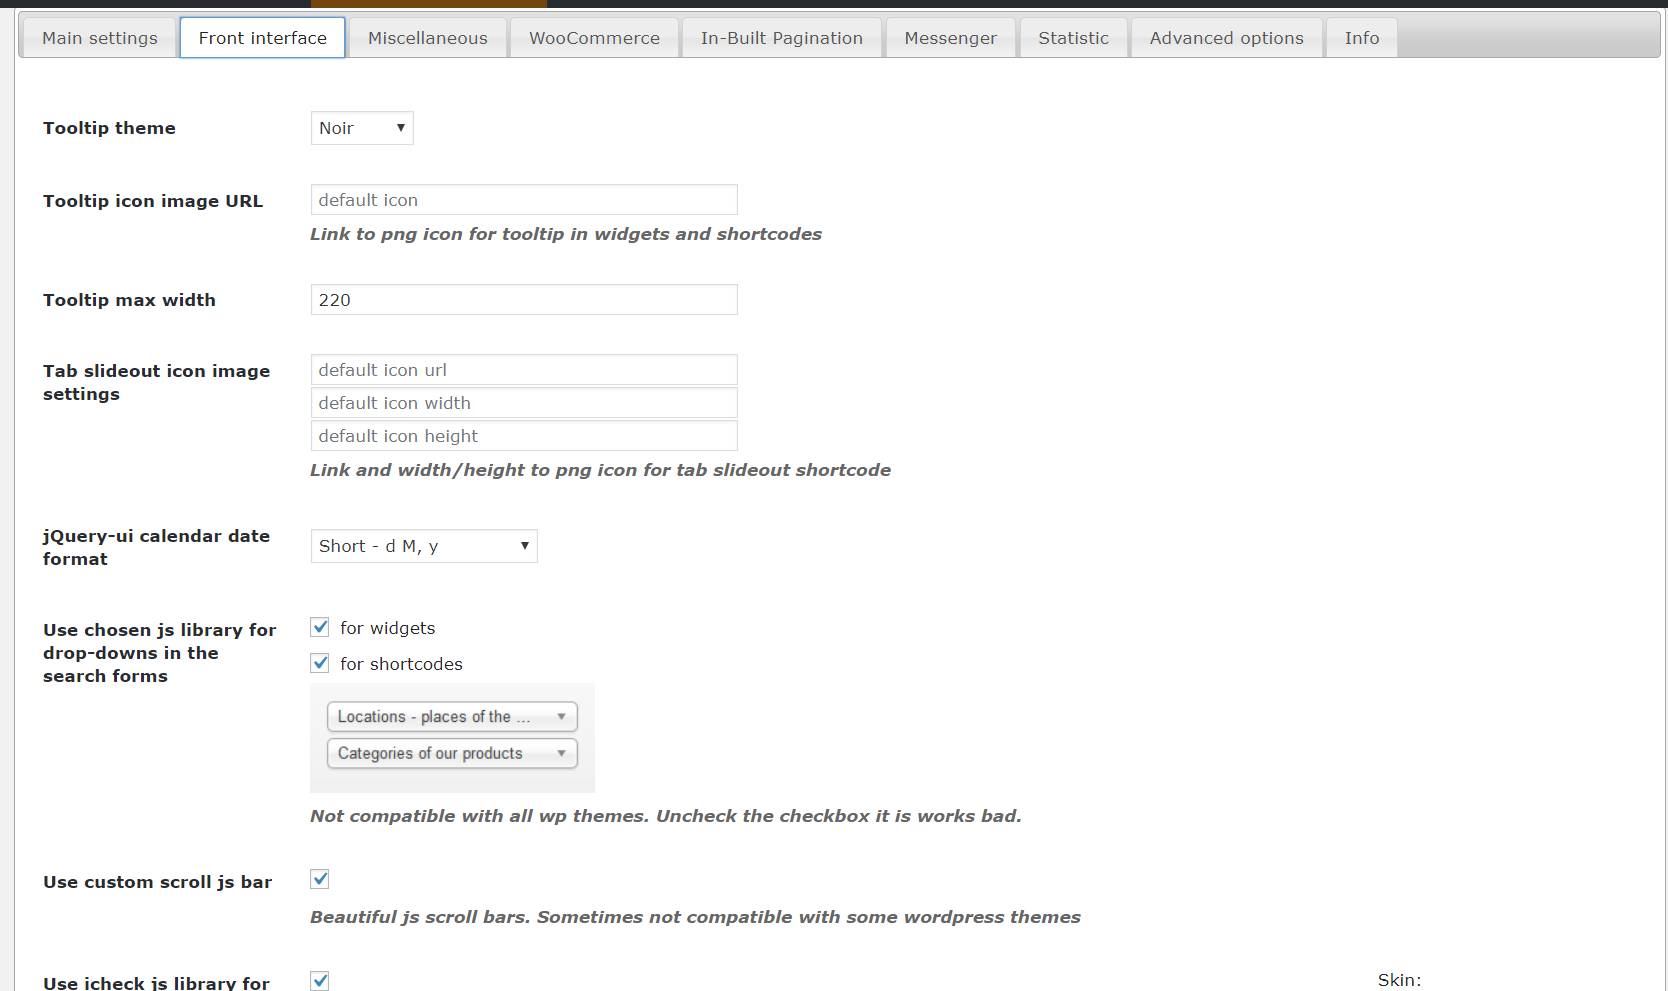 Main settings Front interface Miscellaneous WooCommerce In-Built Pagination Messenger Statistic Advanced options Info
Tooltip theme
Noir
Tooltip icon image URL
default icon
Link to png icon for tooltip in widgets and shortcodes
Tooltip max width
220
Tab slideout icon image
settings
default icon url
default icon width
default icon height
Link and width/height to png icon for tab slideout shortcode
jQuery-ui calendar date
format
Short - d M, y
Use chosen js library for
drop-downs in the
search forms
for widgets
for shortcodes
Locations - places of the ...
Categories of our products
Not compatible with all wp themes. Uncheck the checkbox it is works bad.
Use custom scroll js bar
Beautiful js scroll bars. Sometimes not compatible with some wordpress themes
Use icheck js library for
Skin: